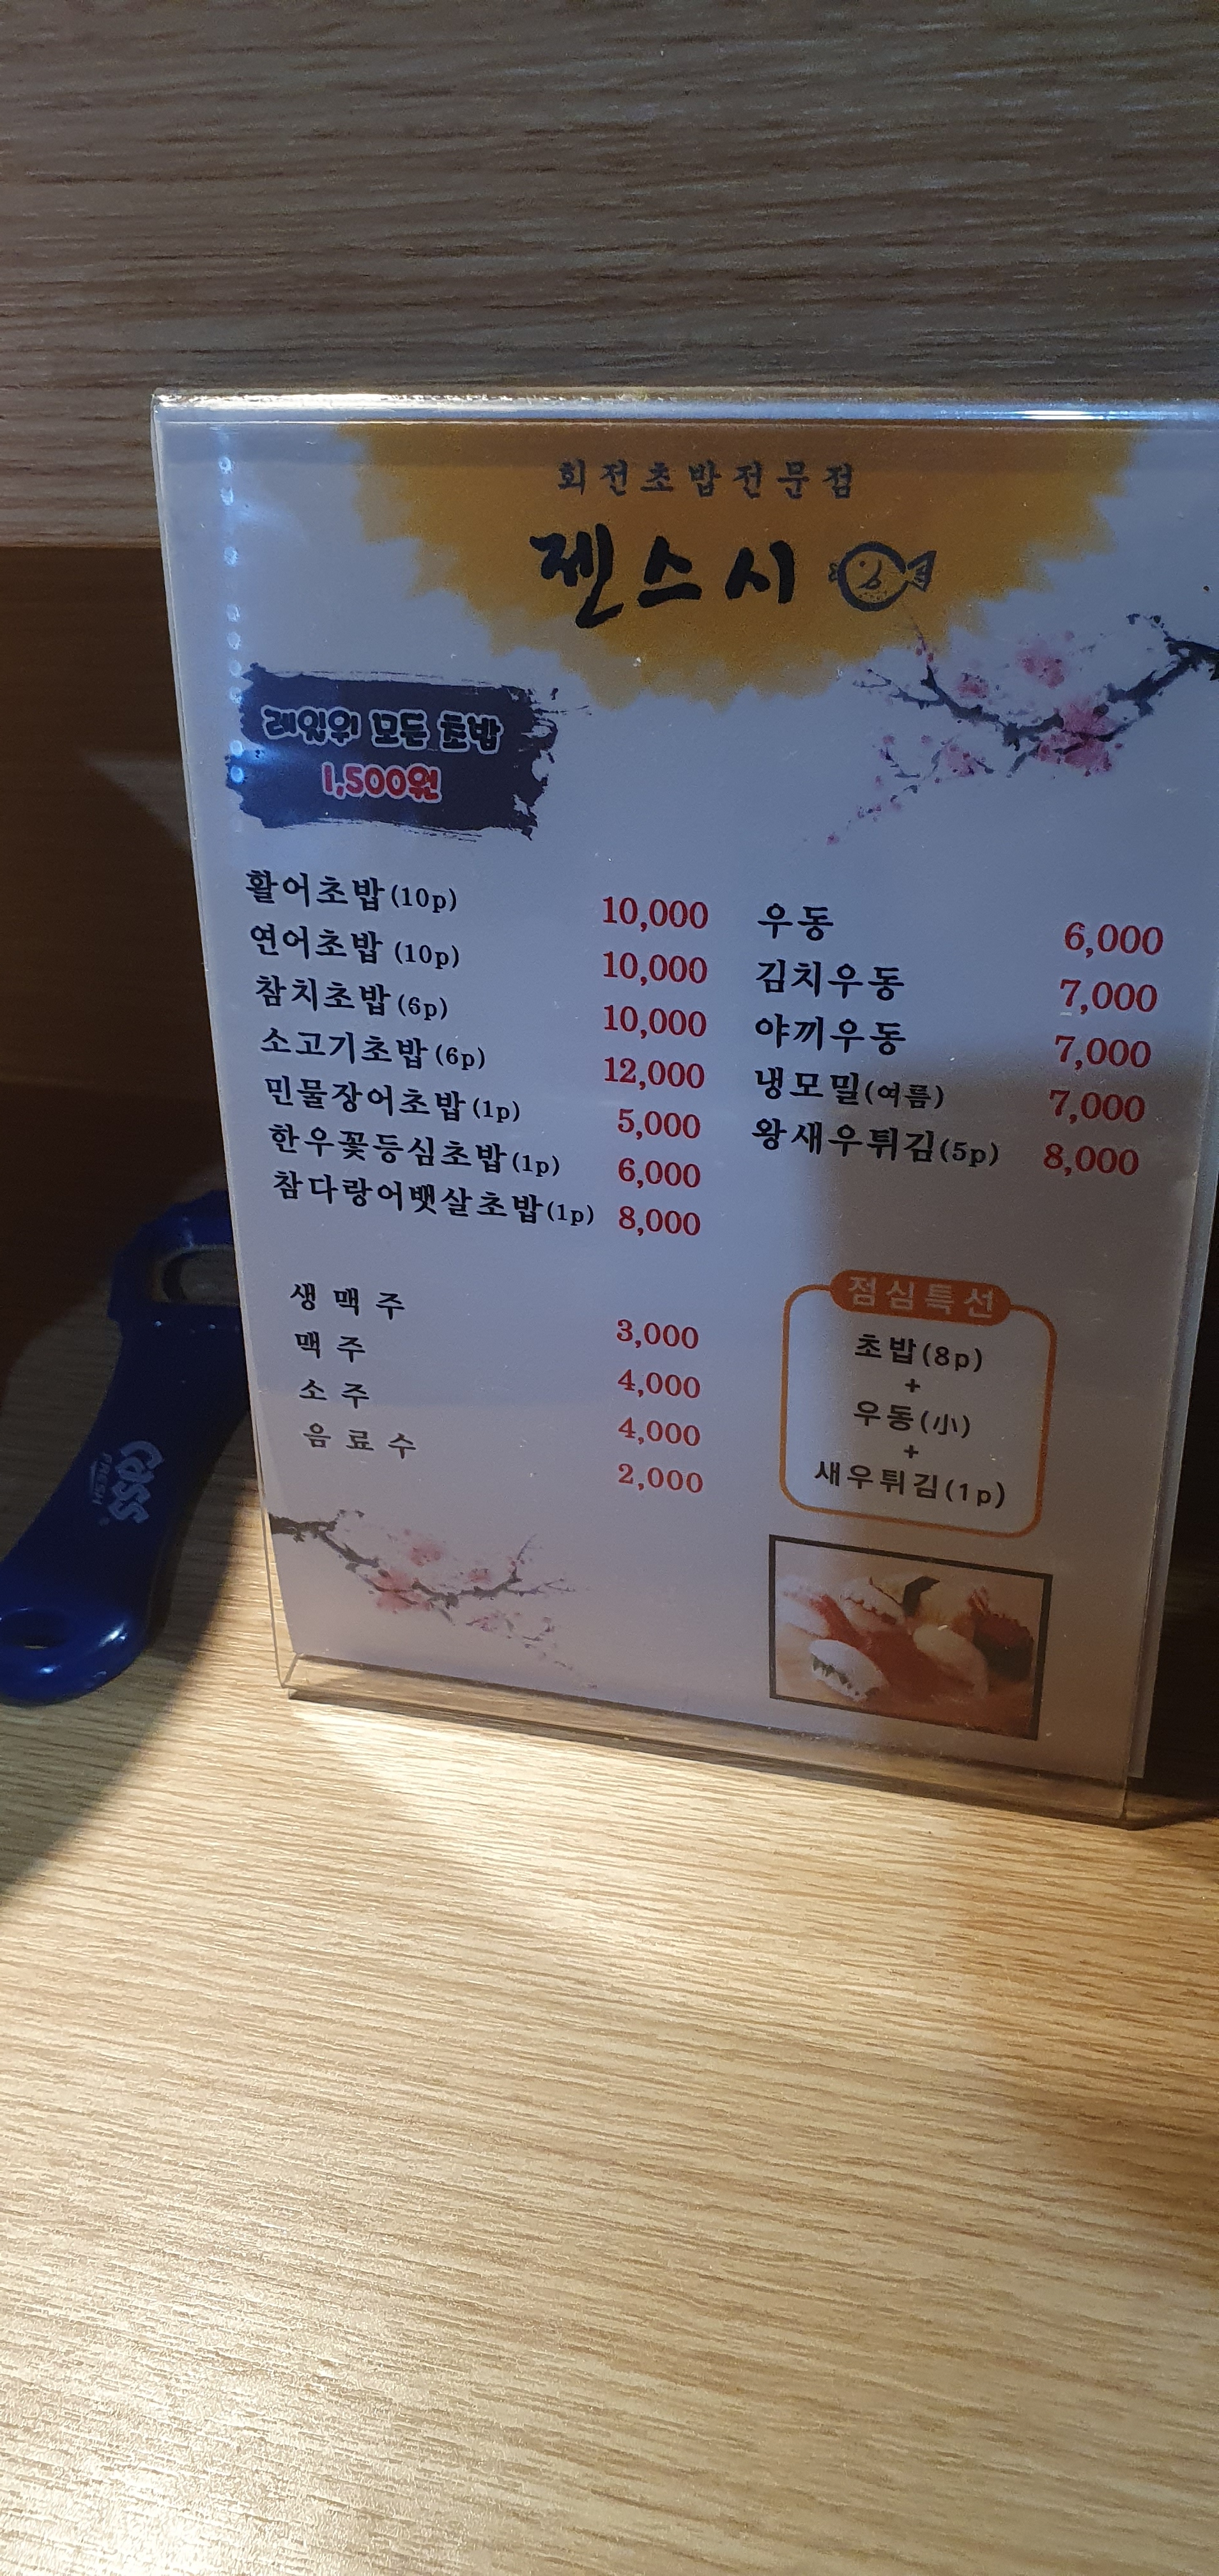 회전초밥전문점
젠스시
레일위 모든 초밥
1,500원
활어초밥(10p) 10,000
연어초밥 (10p) 10,000
참치초밥(6p) 10,000
소고기초밥(6p) 12,000
민물장어초밥(1p) 5,000
한우꽃등심초밥(1p) 6,000
참다랑어뱃살초밥(1p) 8,000
우동 6,000
김치우동 7,000
야끼우동 7,000
냉모밀(여름) 7,000
왕새우튀김(5p) 8,000
생맥주 3,000
맥주 4,000
소주 4,000
음료수 2,000
점심특선
초밥(8p)
+
우동(小)
+
새우튀김(1p)
Cass
FRESH